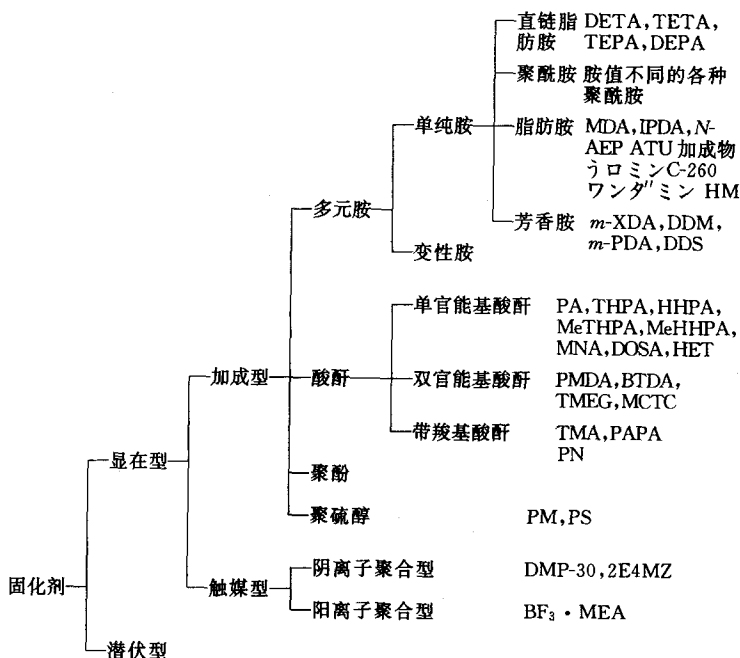 直链脂 DETA,TETA,
肪胺 TEPA,DEPA
聚酰胺 胺值不同的各种
聚酰胺
单纯胺
脂肪胺 MDA,IPDA,N-
AEP ATU 加成物
うロミンC-260
ワンダ〃ミン HM
多元胺
芳香胺 m-XDA,DDM,
m-PDA,DDS
变性胺
单官能基酸酐 PA,THPA,HHPA,
MeTHPA,MeHHPA,
MNA,DOSA,HET
加成型
酸酐
双官能基酸酐 PMDA,BTDA,
TMEG,MCTC
带羧基酸酐 TMA,PAPA
PN
显在型
聚酚
聚硫醇 PM,PS
阴离子聚合型 DMP-30,2E4MZ
固化剂
触媒型
阳离子聚合型 BF₃·MEA
潜伏型